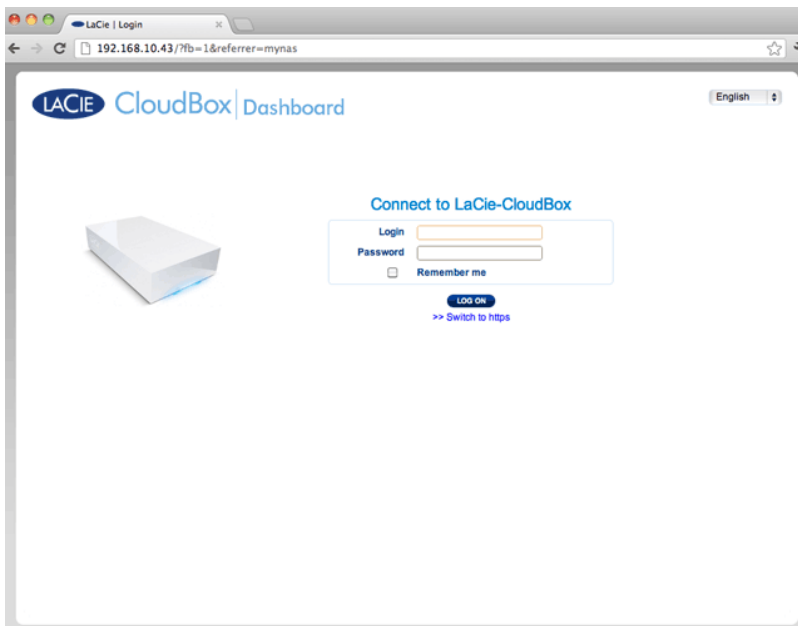 LaCie | Login
192.168.10.43/?fb=1&referrer=mynas
LACIE CloudBox | Dashboard
English
Connect to LaCie-CloudBox
Login
Password
Remember me
LOG ON
>> Switch to https